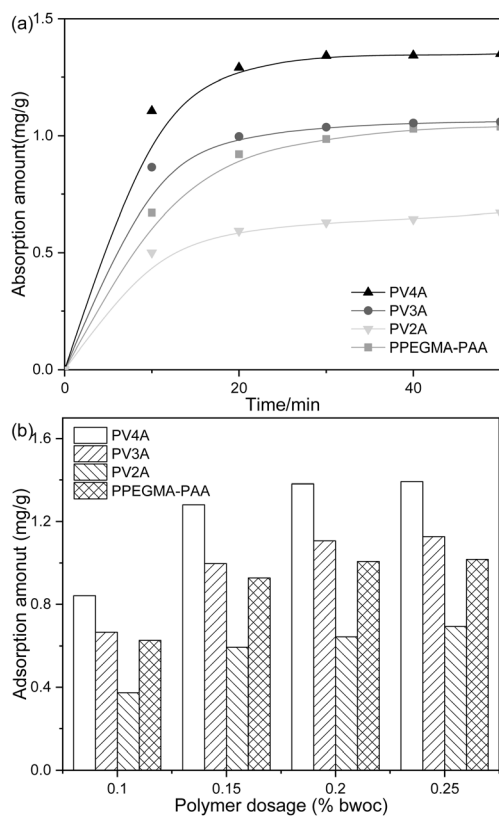 (a)
1.5
1.0
0.5
0.0
Absorption amount(mg/g)
PV4A
PV3A
PV2A
PPEGMA-PAA
0 20 40
Time/min
(b)
1.6
1.2
0.8
0.4
0.0
Adsorption amonut (mg/g)
PV4A
PV3A
PV2A
PPEGMA-PAA
0.1 0.15 0.2 0.25
Polymer dosage (% bwoc)